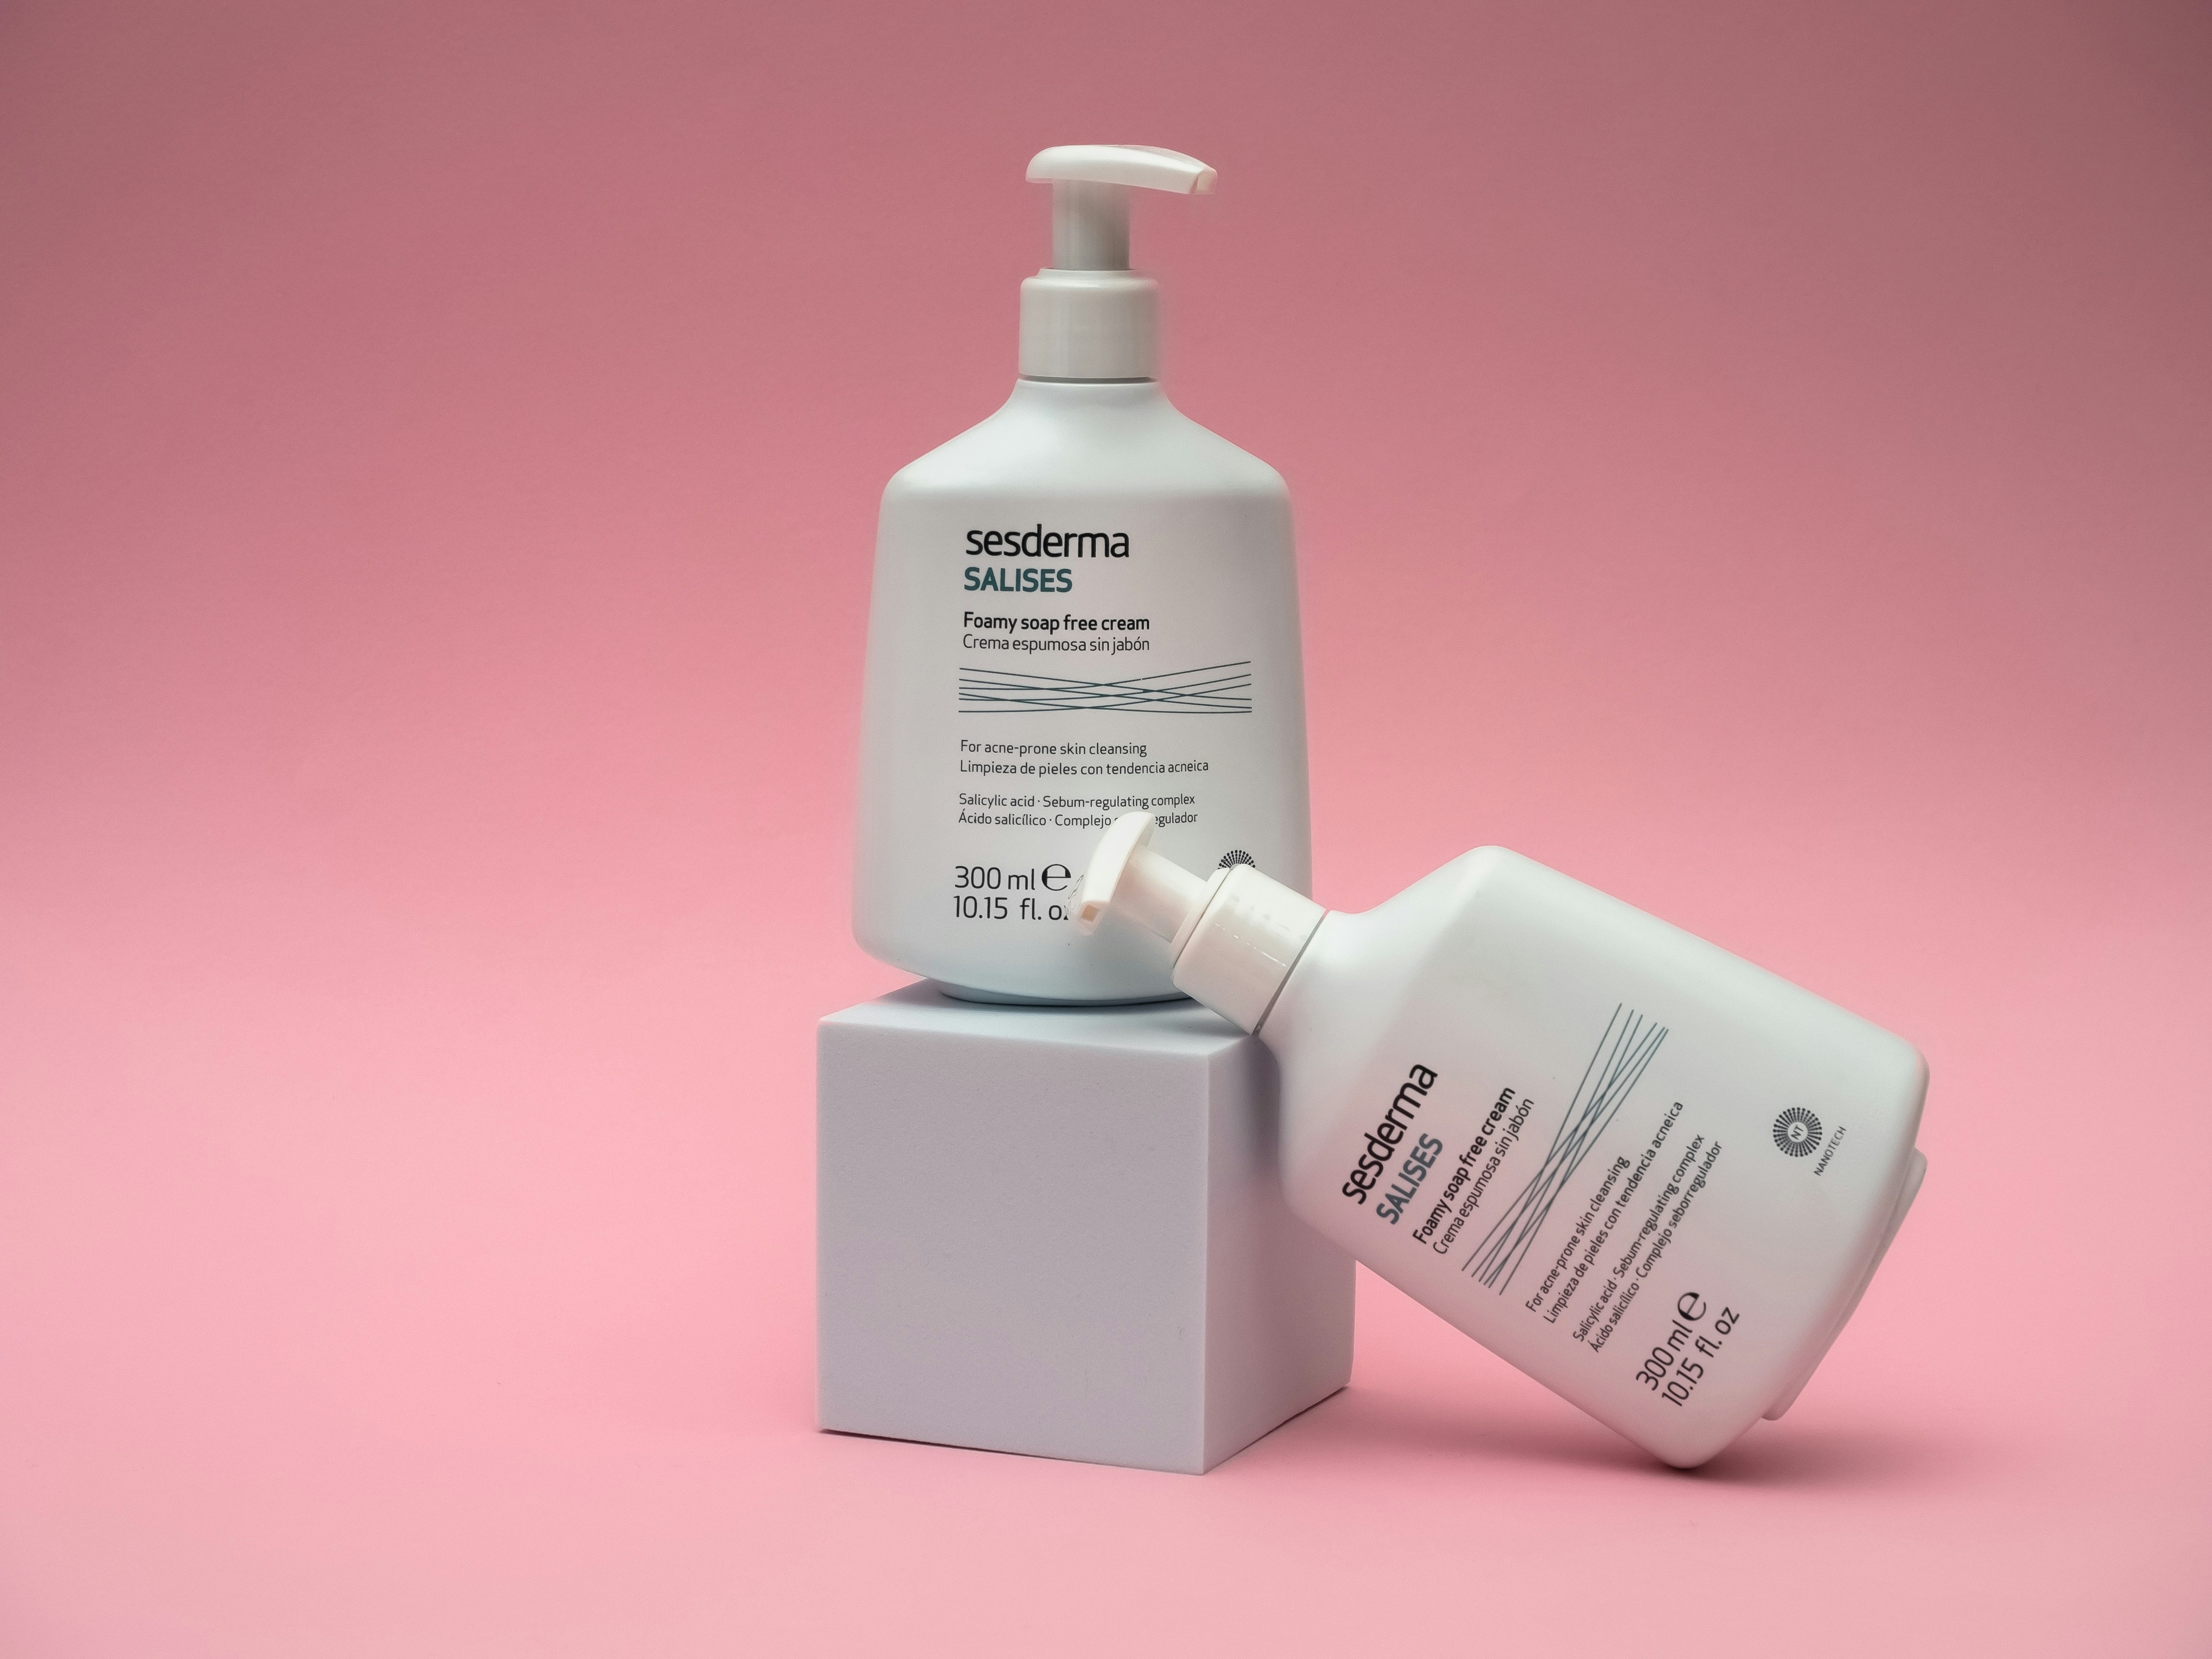 sesderma
SALISES
Foamy soap free cream
Crema espumosa sin jabón
For acne-prone skin cleansing
Limpieza de pieles con tendencia acneica
Salicylic acid · Sebum-regulating complex
Ácido salicílico · Complejo egulador
300 ml ℮
10.15 fl. oz
sesderma
SALISES
Foamy soap free cream
Crema espumosa sin jabón
For acne-prone skin cleansing
Limpieza de pieles con tendencia acneica
Salicylic acid · Sebum-regulating complex
Ácido salicílico · Complejo seborregulador
300 ml ℮
10.15 fl. oz
NT
NANOTECH